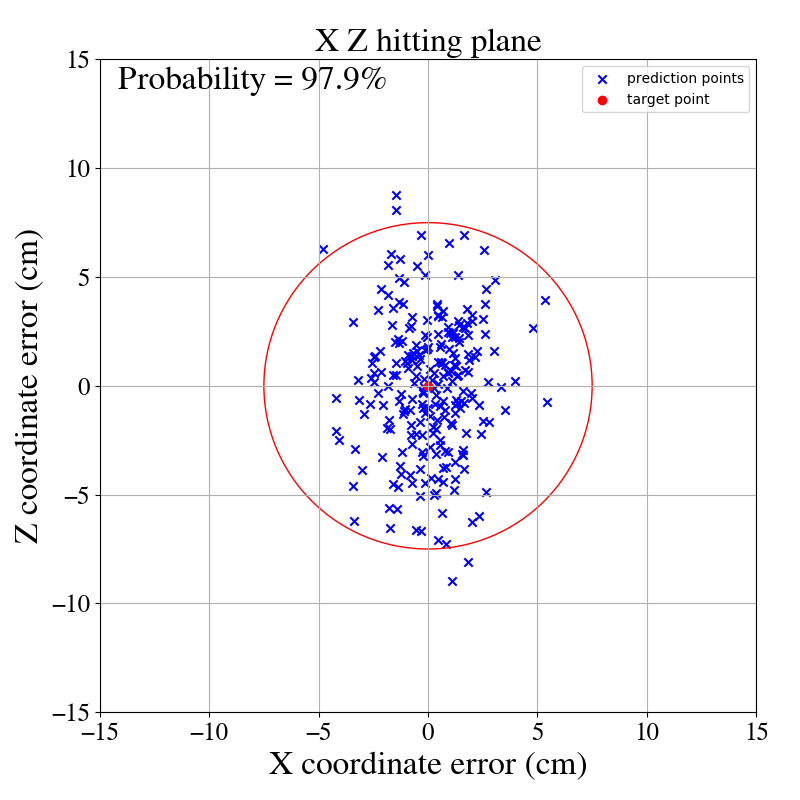 X Z hitting plane
Probability = 97.9%
prediction points
target point
15
10
5
0
−5
−10
−15
Z coordinate error (cm)
−15 −10 −5 0 5 10 15
X coordinate error (cm)